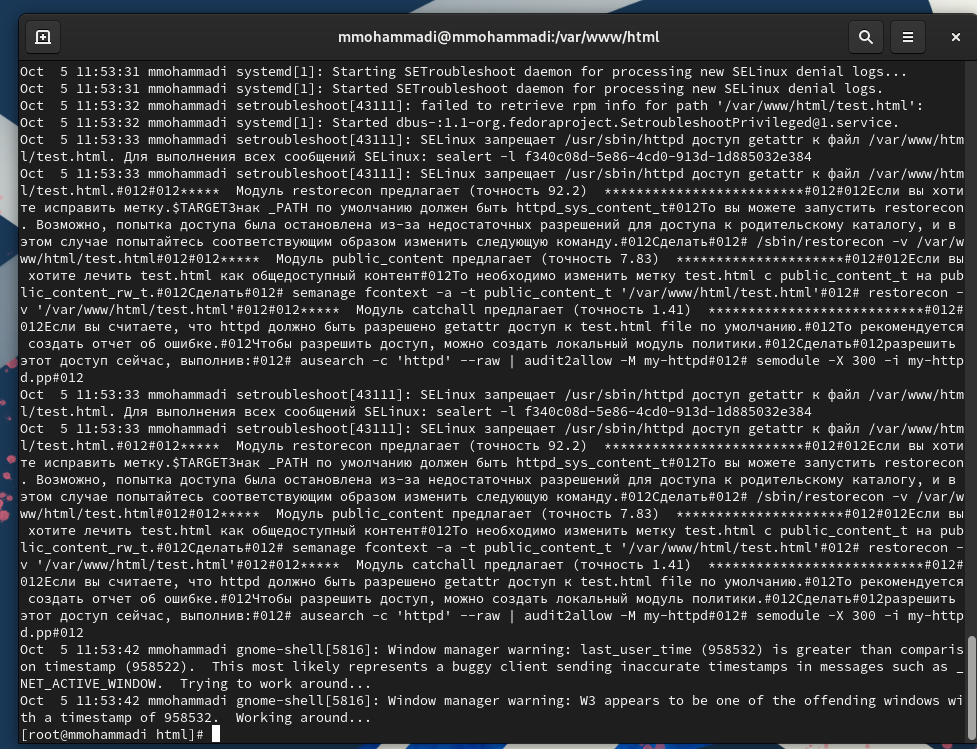 mmohammadi@mmohammadi:/var/www/html
Oct  5 11:53:31 mmohammadi systemd[1]: Starting SETroubleshoot daemon for processing new SELinux denial logs...
Oct  5 11:53:31 mmohammadi systemd[1]: Started SETroubleshoot daemon for processing new SELinux denial logs.
Oct  5 11:53:32 mmohammadi setroubleshoot[43111]: failed to retrieve rpm info for path '/var/www/html/test.html':
Oct  5 11:53:32 mmohammadi systemd[1]: Started dbus-:1.1-org.fedoraproject.SetroubleshootPrivileged@1.service.
Oct  5 11:53:33 mmohammadi setroubleshoot[43111]: SELinux запрещает /usr/sbin/httpd доступ getattr к файл /var/www/htm
l/test.html. Для выполнения всех сообщений SELinux: sealert -l f340c08d-5e86-4cd0-913d-1d885032e384
Oct  5 11:53:33 mmohammadi setroubleshoot[43111]: SELinux запрещает /usr/sbin/httpd доступ getattr к файл /var/www/htm
l/test.html.#012#012*****  Модуль restorecon предлагает (точность 92.2)  *************************#012#012Если вы хоти
те исправить метку.$TARGETЗнак _PATH по умолчанию должен быть httpd_sys_content_t#012То вы можете запустить restorecon
. Возможно, попытка доступа была остановлена из-за недостаточных разрешений для доступа к родительскому каталогу, и в
этом случае попытайтесь соответствующим образом изменить следующую команду.#012Сделать#012# /sbin/restorecon -v /var/w
ww/html/test.html#012#012*****  Модуль public_content предлагает (точность 7.83)  *********************#012#012Если вы
хотите лечить test.html как общедоступный контент#012То необходимо изменить метку test.html с public_content_t на pub
lic_content_rw_t.#012Сделать#012# semanage fcontext -a -t public_content_t '/var/www/html/test.html'#012# restorecon -
v '/var/www/html/test.html'#012#012*****  Модуль catchall предлагает (точность 1.41)  ***************************#012#
012Если вы считаете, что httpd должно быть разрешено getattr доступ к test.html file по умолчанию.#012То рекомендуется
создать отчет об ошибке.#012Чтобы разрешить доступ, можно создать локальный модуль политики.#012Сделать#012разрешить
этот доступ сейчас, выполнив:#012# ausearch -c 'httpd' --raw | audit2allow -M my-httpd#012# semodule -X 300 -i my-http
d.pp#012
Oct  5 11:53:33 mmohammadi setroubleshoot[43111]: SELinux запрещает /usr/sbin/httpd доступ getattr к файл /var/www/htm
l/test.html. Для выполнения всех сообщений SELinux: sealert -l f340c08d-5e86-4cd0-913d-1d885032e384
Oct  5 11:53:33 mmohammadi setroubleshoot[43111]: SELinux запрещает /usr/sbin/httpd доступ getattr к файл /var/www/htm
l/test.html.#012#012*****  Модуль restorecon предлагает (точность 92.2)  *************************#012#012Если вы хоти
те исправить метку.$TARGETЗнак _PATH по умолчанию должен быть httpd_sys_content_t#012То вы можете запустить restorecon
. Возможно, попытка доступа была остановлена из-за недостаточных разрешений для доступа к родительскому каталогу, и в
этом случае попытайтесь соответствующим образом изменить следующую команду.#012Сделать#012# /sbin/restorecon -v /var/w
ww/html/test.html#012#012*****  Модуль public_content предлагает (точность 7.83)  *********************#012#012Если вы
хотите лечить test.html как общедоступный контент#012То необходимо изменить метку test.html с public_content_t на pub
lic_content_rw_t.#012Сделать#012# semanage fcontext -a -t public_content_t '/var/www/html/test.html'#012# restorecon -
v '/var/www/html/test.html'#012#012*****  Модуль catchall предлагает (точность 1.41)  ***************************#012#
012Если вы считаете, что httpd должно быть разрешено getattr доступ к test.html file по умолчанию.#012То рекомендуется
создать отчет об ошибке.#012Чтобы разрешить доступ, можно создать локальный модуль политики.#012Сделать#012разрешить
этот доступ сейчас, выполнив:#012# ausearch -c 'httpd' --raw | audit2allow -M my-httpd#012# semodule -X 300 -i my-http
d.pp#012
Oct  5 11:53:42 mmohammadi gnome-shell[5816]: Window manager warning: last_user_time (958532) is greater than comparis
on timestamp (958522).  This most likely represents a buggy client sending inaccurate timestamps in messages such as _
NET_ACTIVE_WINDOW.  Trying to work around...
Oct  5 11:53:42 mmohammadi gnome-shell[5816]: Window manager warning: W3 appears to be one of the offending windows wi
th a timestamp of 958532.  Working around...
[root@mmohammadi html]#